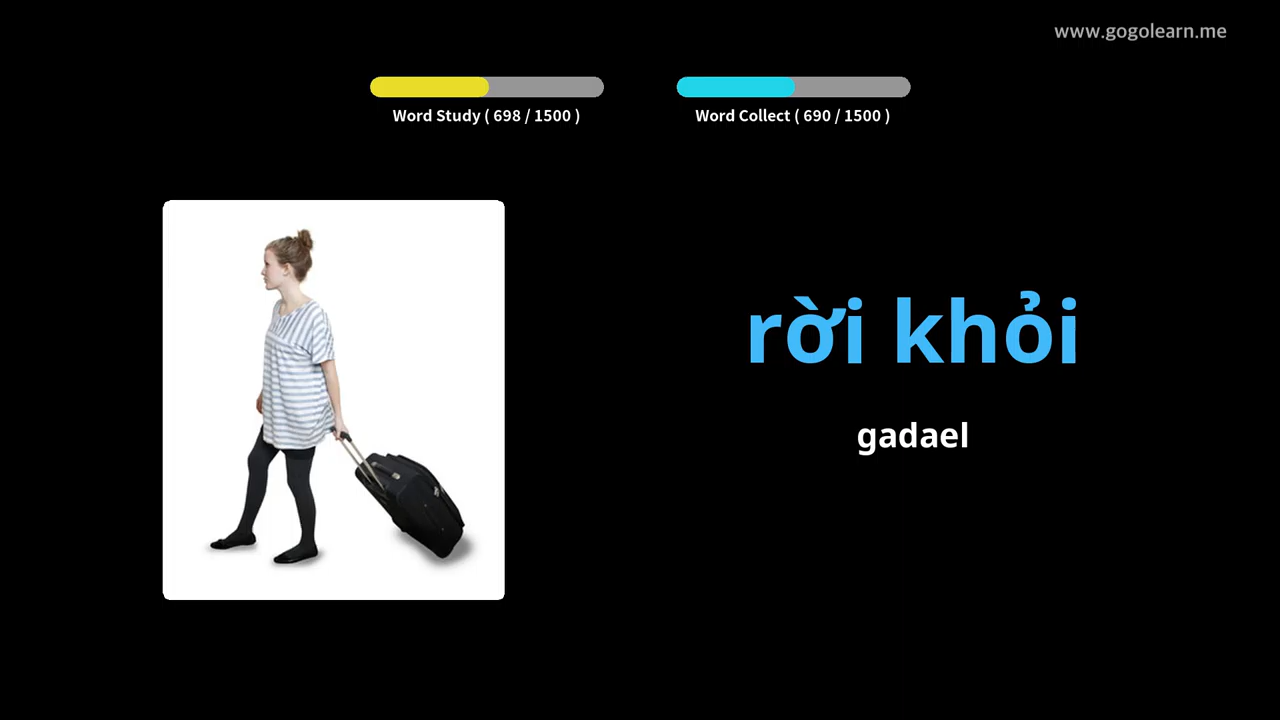 www.gogolearn.me
Word Study ( 698 / 1500 )
Word Collect ( 690 / 1500 )
rời khỏi
gadael